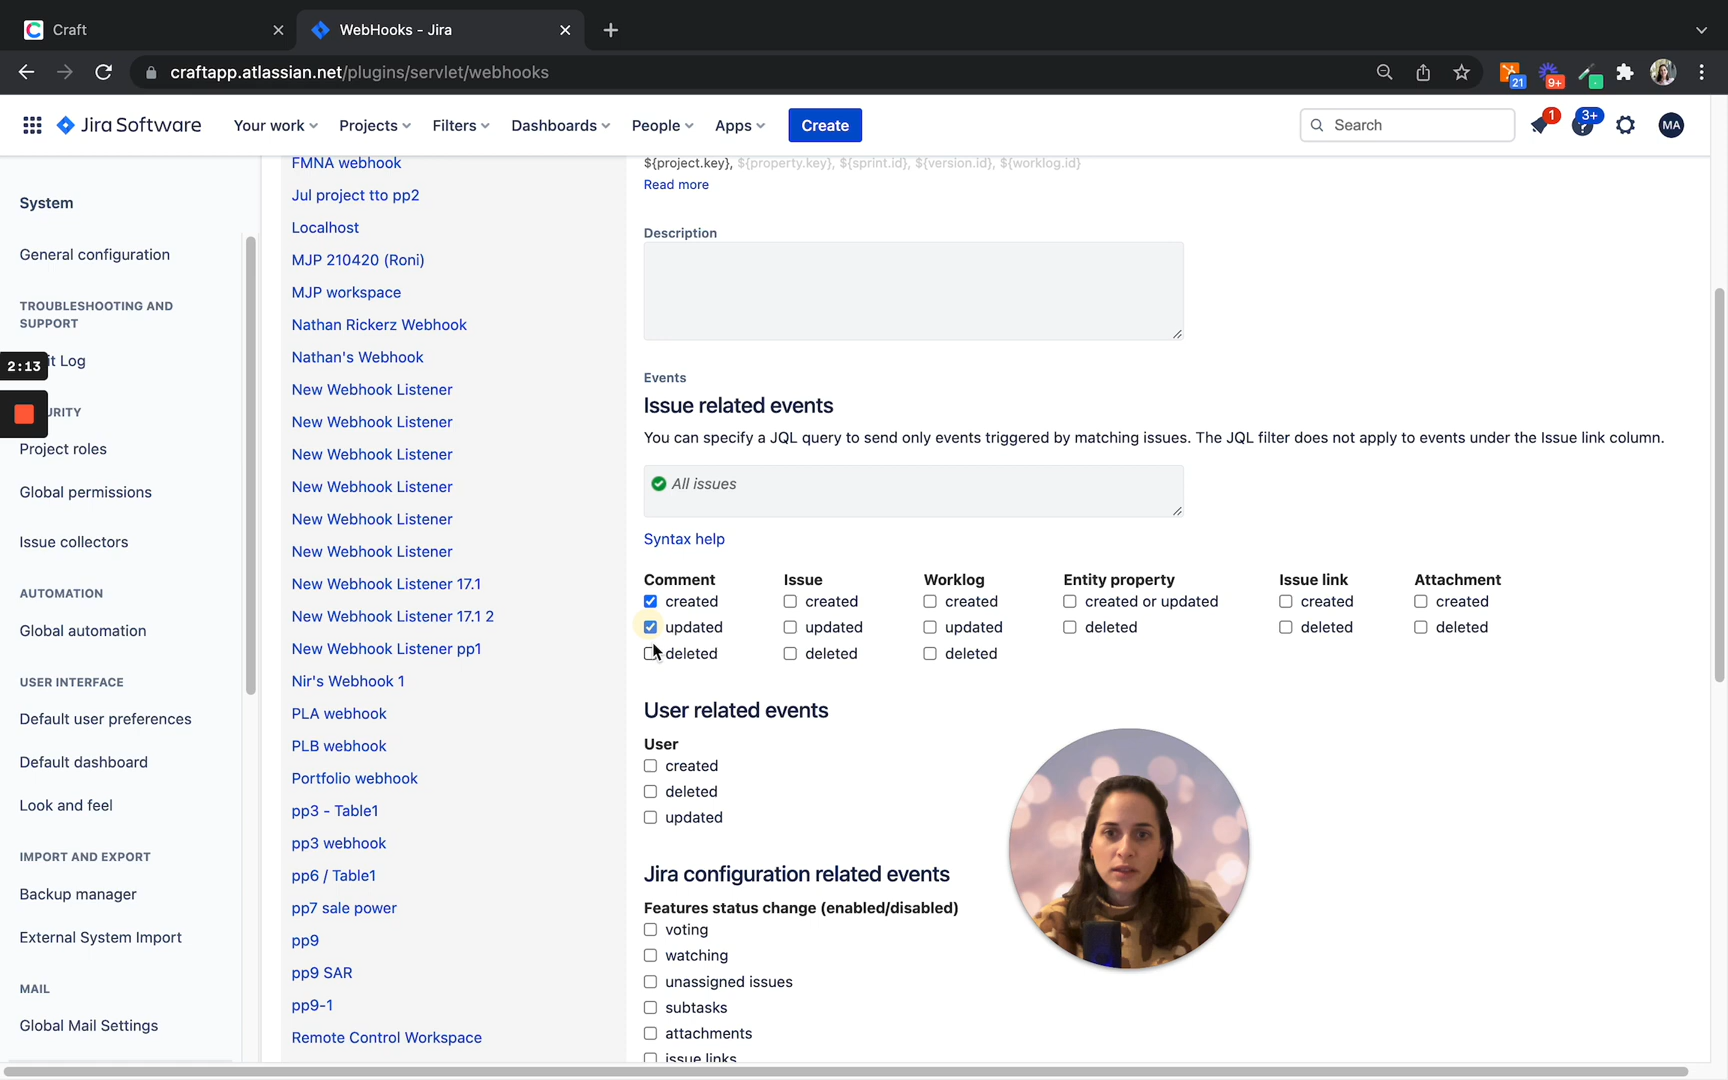 Craft
WebHooks - Jira
craftapp.atlassian.net/plugins/servlet/webhooks
21
9+
Jira Software
Your work
Projects
Filters
Dashboards
People
Apps
Create
Search
1
3+
MA
System
General configuration
TROUBLESHOOTING AND
SUPPORT
2:13
it Log
URITY
Project roles
Global permissions
Issue collectors
AUTOMATION
Global automation
USER INTERFACE
Default user preferences
Default dashboard
Look and feel
IMPORT AND EXPORT
Backup manager
External System Import
MAIL
Global Mail Settings
FMNA webhook
Jul project tto pp2
Localhost
MJP 210420 (Roni)
MJP workspace
Nathan Rickerz Webhook
Nathan's Webhook
New Webhook Listener
New Webhook Listener
New Webhook Listener
New Webhook Listener
New Webhook Listener
New Webhook Listener
New Webhook Listener 17.1
New Webhook Listener 17.1 2
New Webhook Listener pp1
Nir's Webhook 1
PLA webhook
PLB webhook
Portfolio webhook
pp3 - Table1
pp3 webhook
pp6 / Table1
pp7 sale power
pp9
pp9 SAR
pp9-1
Remote Control Workspace
${project.key}, ${property.key}, ${sprint.id}, ${version.id}, ${worklog.id}
Read more
Description
Events
Issue related events
You can specify a JQL query to send only events triggered by matching issues. The JQL filter does not apply to events under the Issue link column.
All issues
Syntax help
Comment
created
updated
deleted
Issue
created
updated
deleted
Worklog
created
updated
deleted
Entity property
created or updated
deleted
Issue link
created
deleted
Attachment
created
deleted
User related events
User
created
deleted
updated
Jira configuration related events
Features status change (enabled/disabled)
voting
watching
unassigned issues
subtasks
attachments
issue links